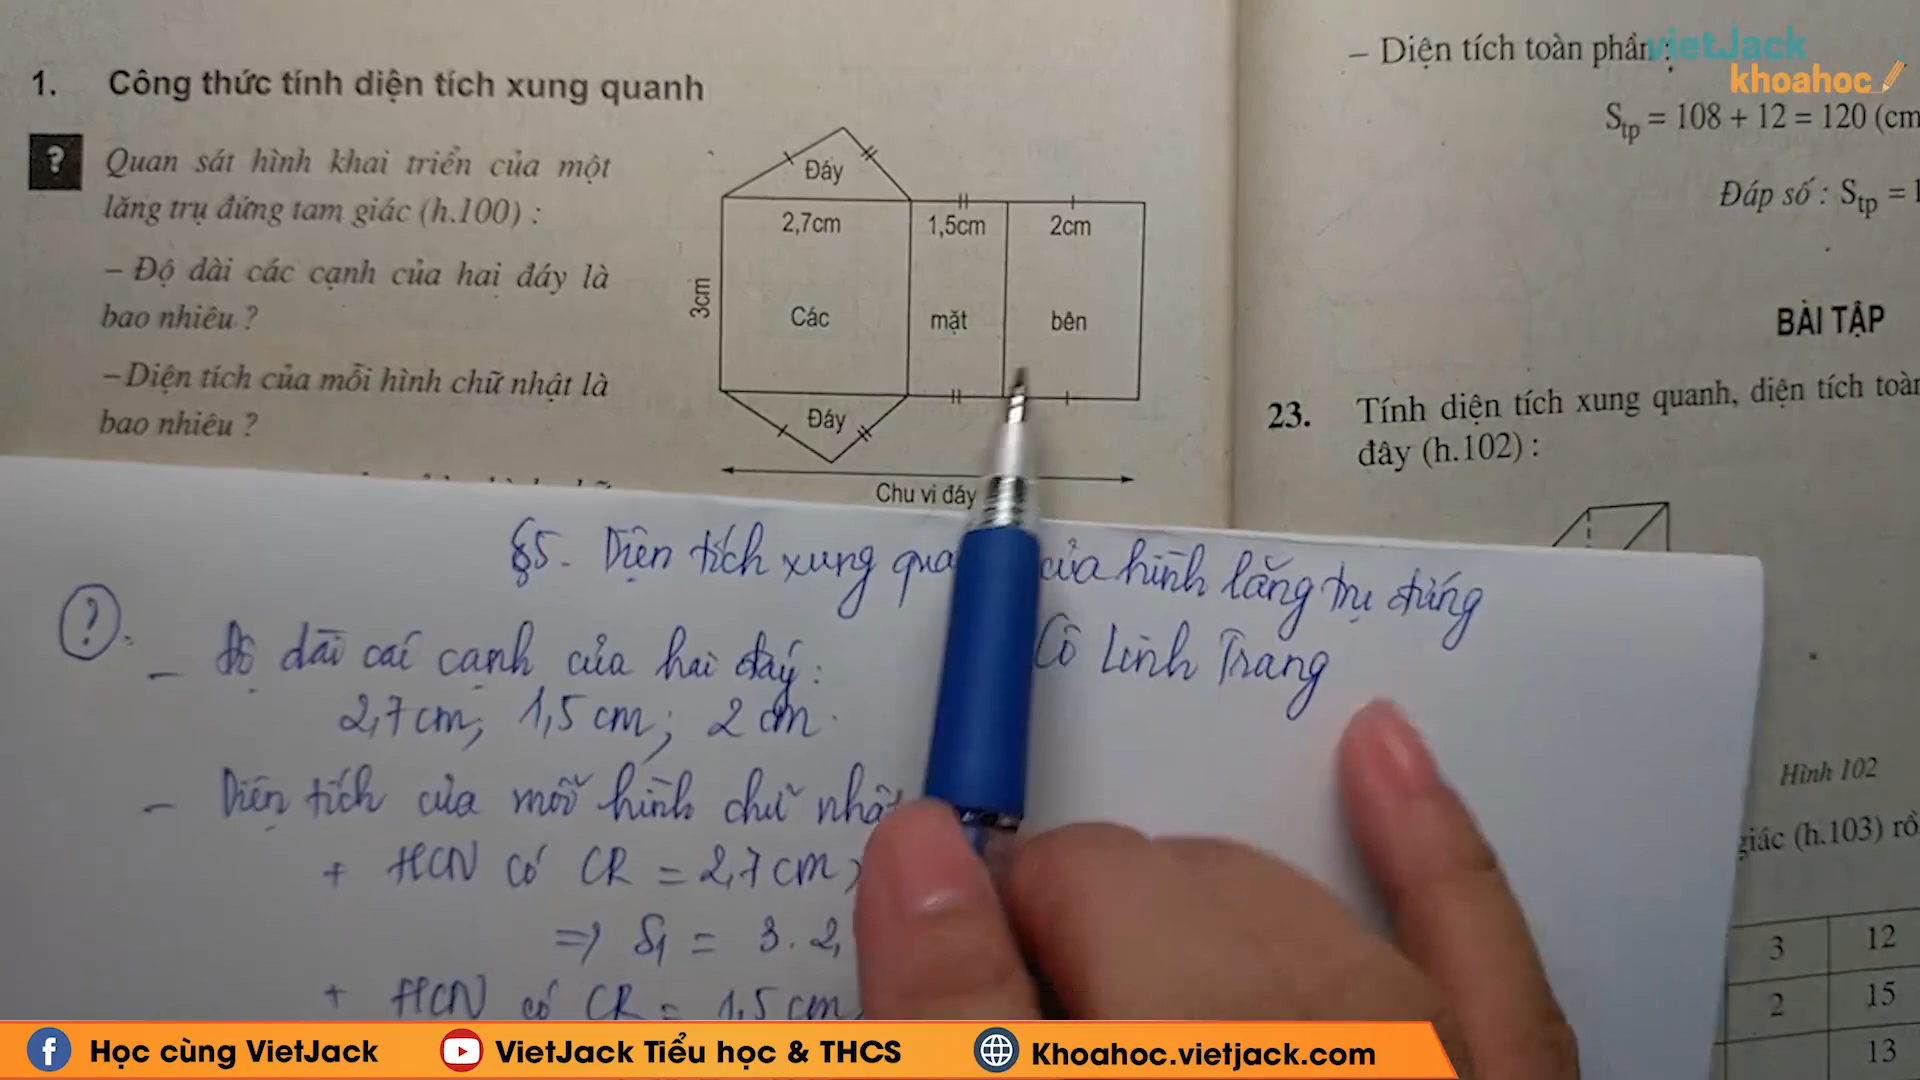 1. Công thức tính diện tích xung quanh
? Quan sát hình khai triển của một
lăng trụ đứng tam giác (h.100) :
– Độ dài các cạnh của hai đáy là
bao nhiêu ?
– Diện tích của mỗi hình chữ nhật là
bao nhiêu ?
Đáy
2,7cm 1,5cm 2cm
3cm
Các mặt bên
Đáy
Chu vi đáy
– Diện tích toàn phần :
vietJack
khoahoc
Stp = 108 + 12 = 120 (cm
Đáp số : Stp = 1
BÀI TẬP
23. Tính diện tích xung quanh, diện tích toàn
đây (h.102) :
Hình 102
giác (h.103) rồ
3 12
2 15
13
§5. Diện tích xung qua của hình lăng trụ đứng
Cô Linh Trang
?
– Độ dài các cạnh của hai đáy:
2,7 cm; 1,5 cm; 2 cm.
– Diện tích của mỗi hình chữ nhật
+ HCN có CR = 2,7 cm
=> S1 = 3. 2,
+ HCN có CR = 1,5 cm
Học cùng VietJack
VietJack Tiểu học & THCS
Khoahoc.vietjack.com